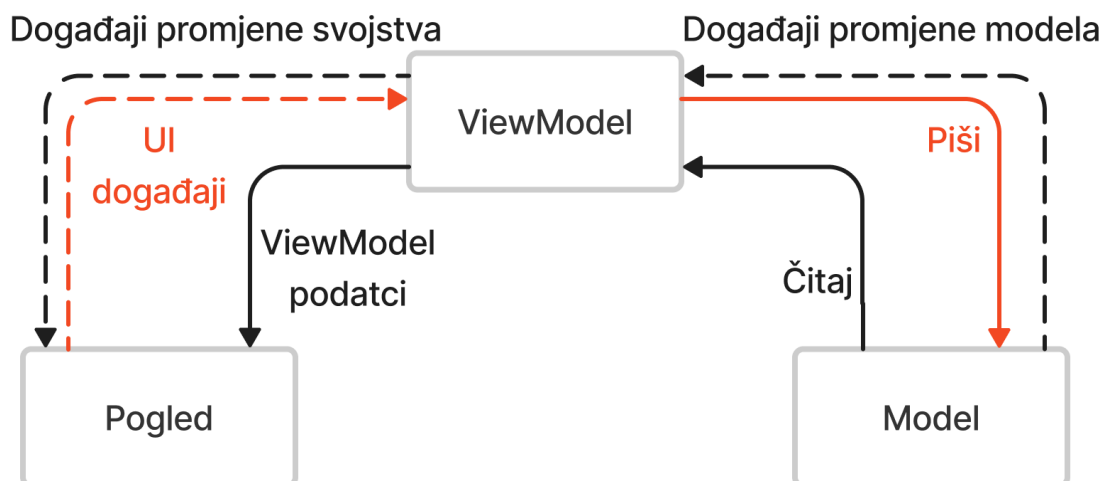 Događaji promjene svojstva
Događaji promjene modela
ViewModel
UI
događaji
Piši
ViewModel
podatci
Čitaj
Pogled
Model